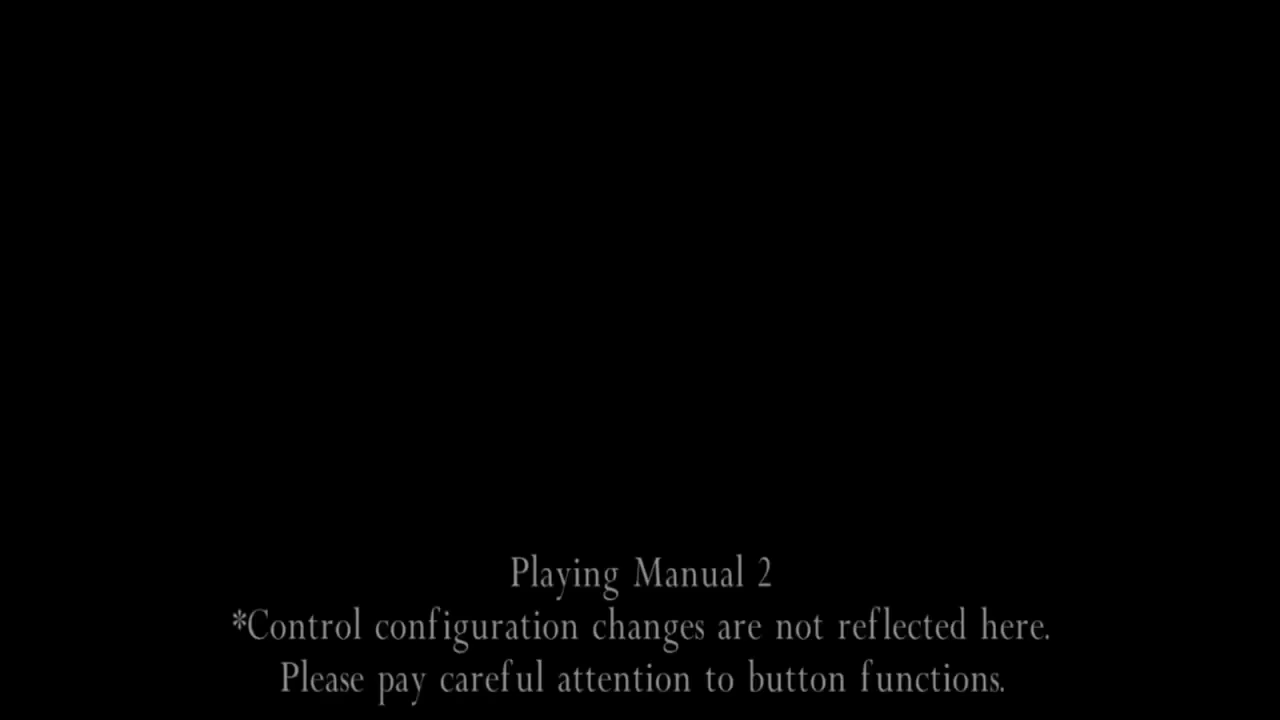 Playing Manual 2
*Control configuration changes are not reflected here.
Please pay careful attention to button functions.